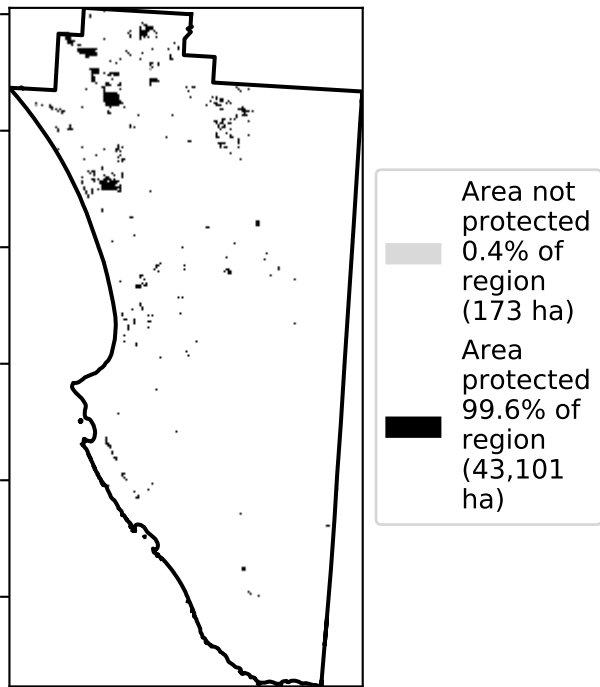 Area not
protected
0.4% of
region
(173 ha)
Area
protected
99.6% of
region
(43,101
ha)